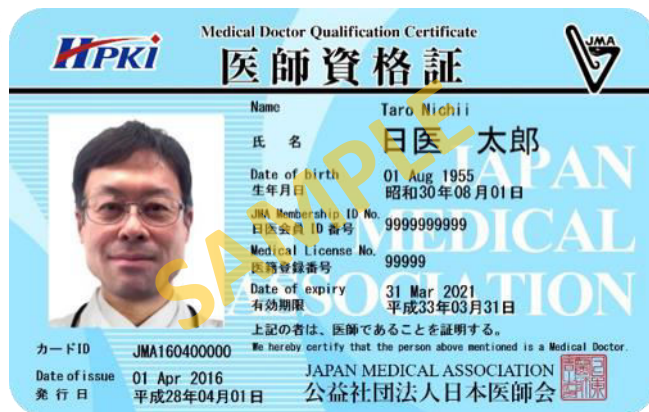 HPKI
Medical Doctor Qualification Certificate
医師資格証
JMA
Name Taro Nichii
氏 名 日医 太郎
Date of birth 01 Aug 1955
生年月日 昭和30年08月01日
JMA Membership ID No.
日医会員 ID 番号 9999999999
Medical License No.
医籍登録番号 99999
Date of expiry 31 Mar 2021
有効期限 平成33年03月31日
上記の者は、医師であることを証明する。
We hereby certify that the person above mentioned is a Medical Doctor.
カードID JMA160400000
Date of issue 01 Apr 2016
発行日 平成28年04月01日
JAPAN MEDICAL ASSOCIATION
公益社団法人日本医師会
JAPAN
MEDICAL
ASSOCIATION
SAMPLE